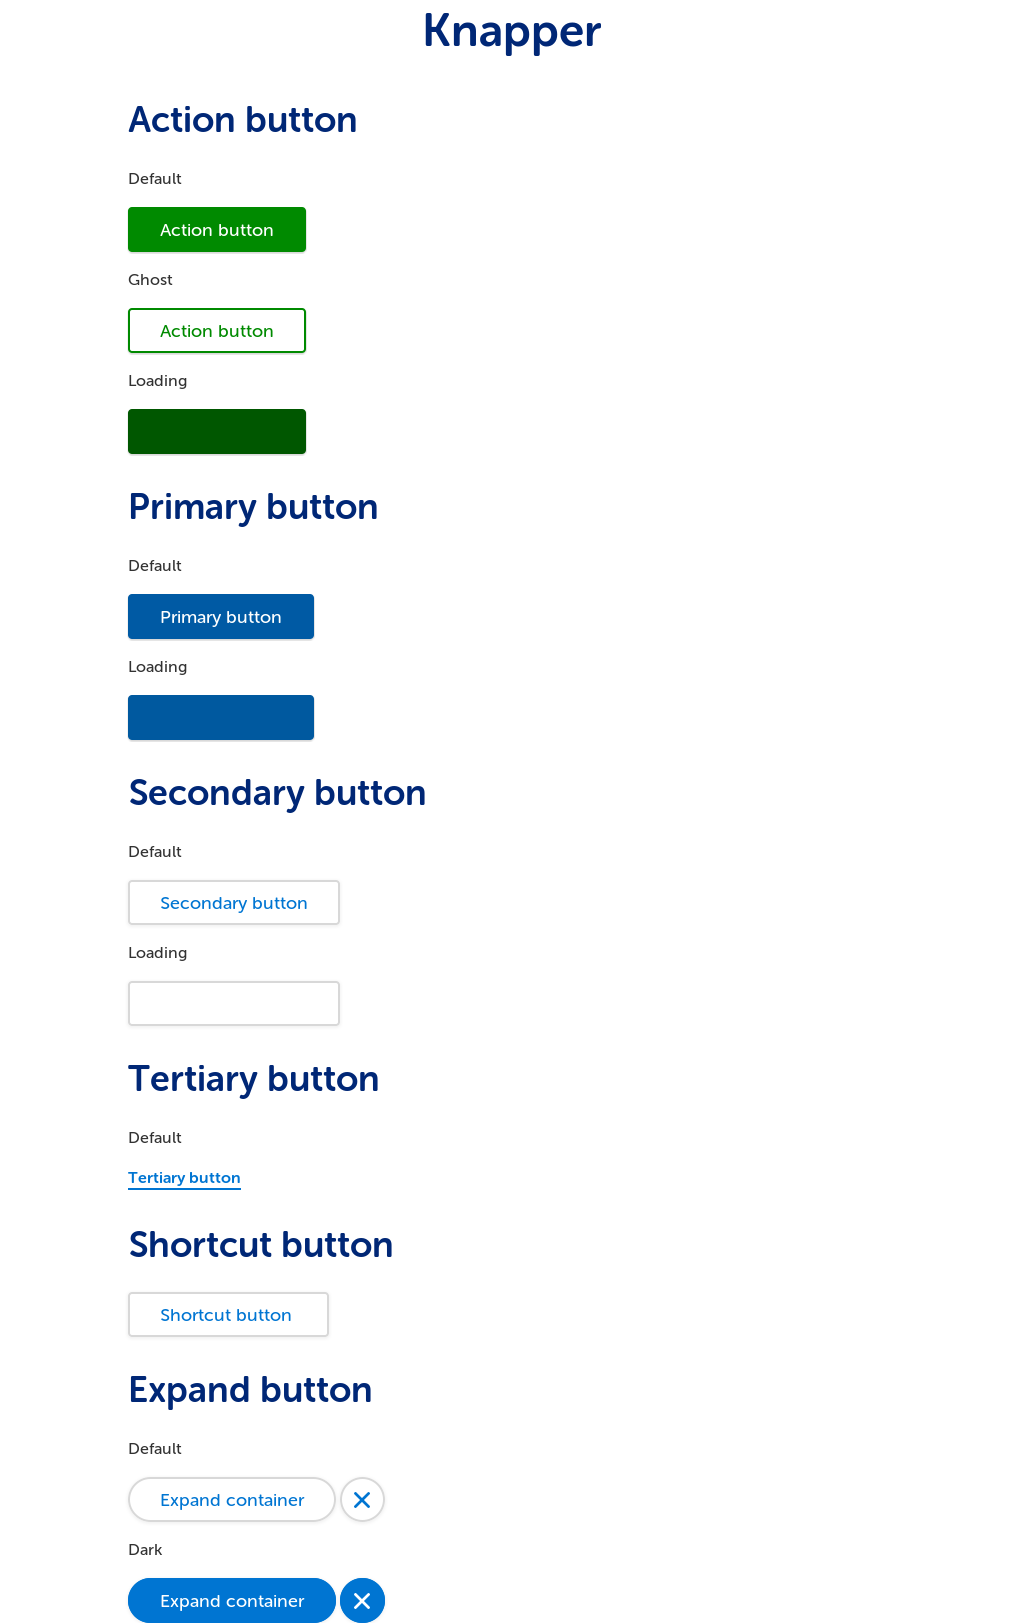 Knapper
Action button
Default
Action button
Ghost
Action button
Loading
Primary button
Default
Primary button
Loading
Secondary button
Default
Secondary button
Loading
Tertiary button
Default
Tertiary button
Shortcut button
Shortcut button
Expand button
Default
Expand container
Dark
Expand container